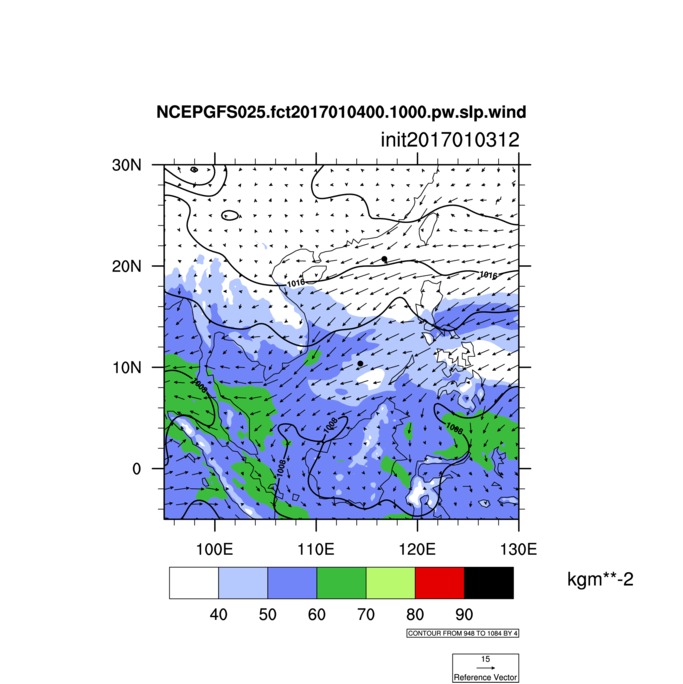 NCEPGFS025.fct2017010400.1000.pw.slp.wind
init2017010312
30N
20N
10N
0
1016
1016
1008
1008
1008
1008
100E 110E 120E 130E
40 50 60 70 80 90
kgm**-2
CONTOUR FROM 948 TO 1084 BY 4
15
Reference Vector